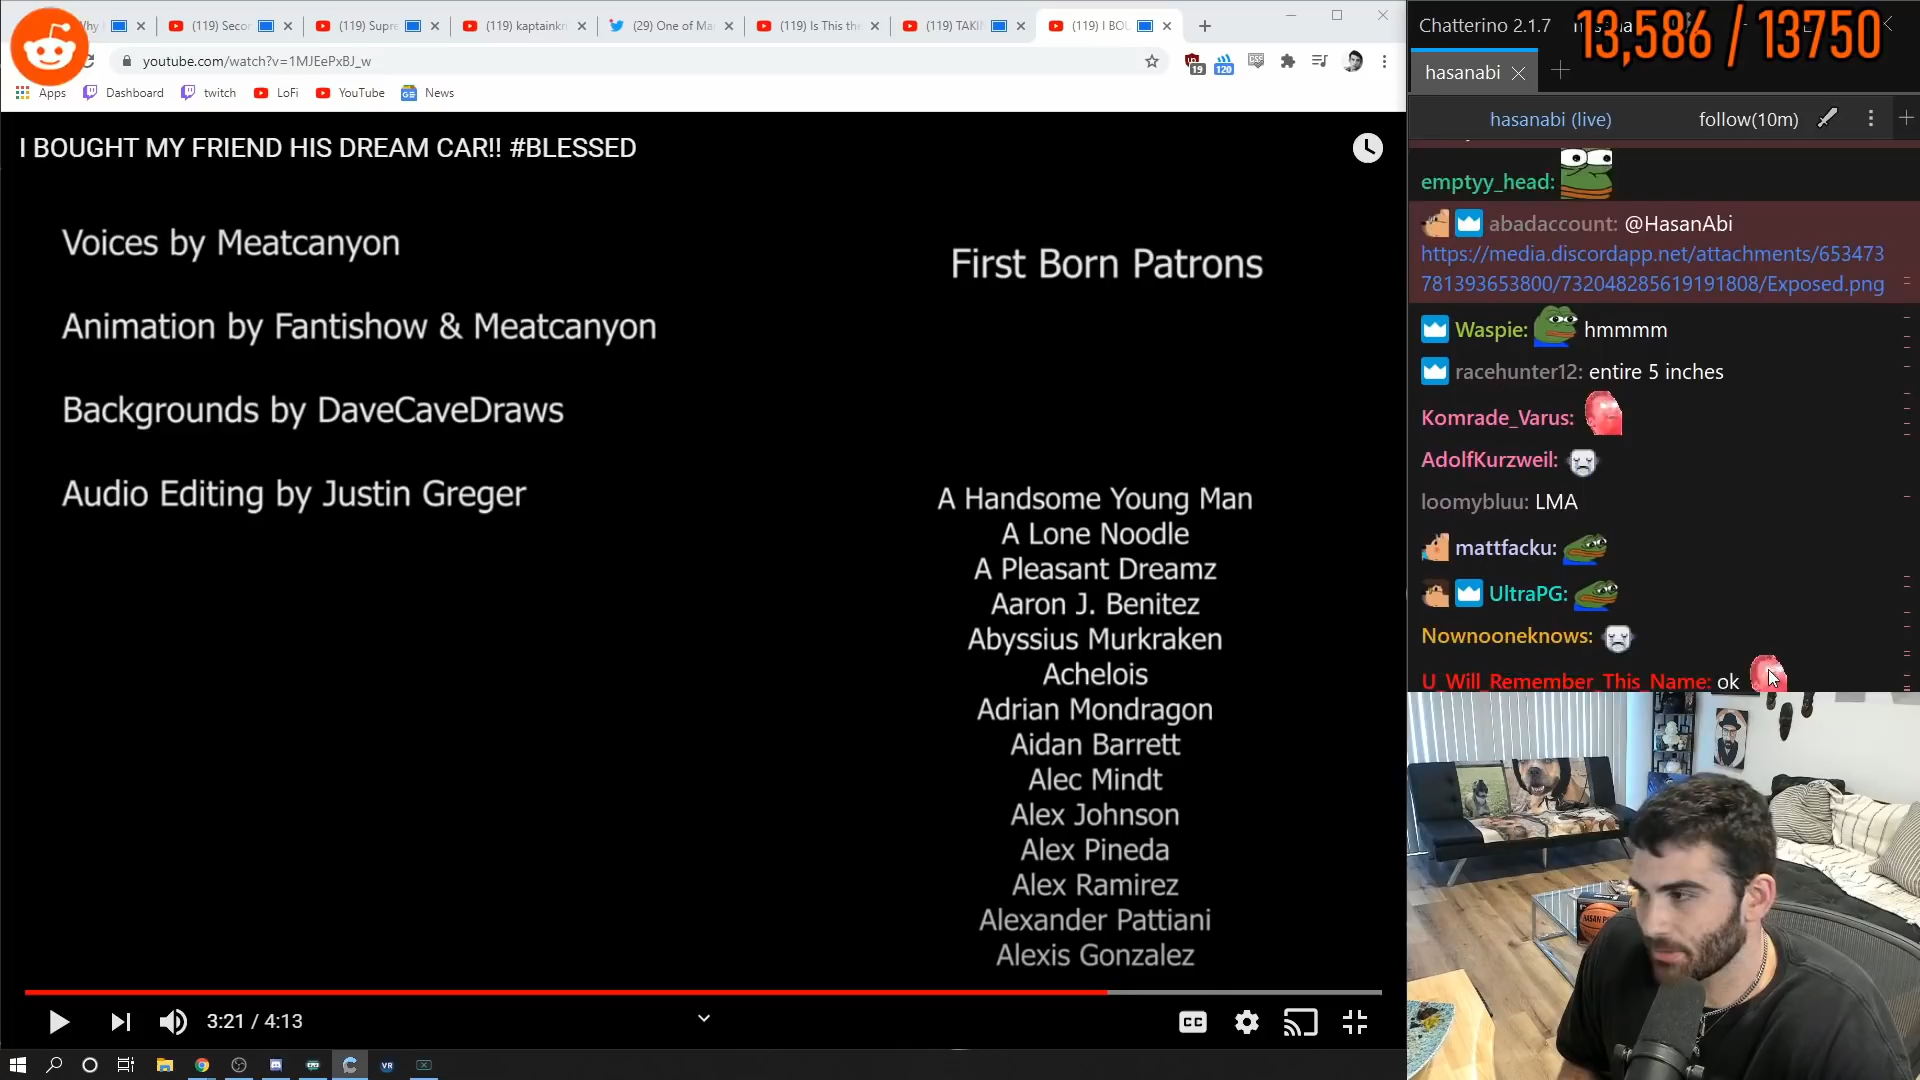 (119) Secor
(119) Supre
(119) kaptainkr
(29) One of Ma
(119) Is This the
(119) TAKI
(119) I BOU
youtube.com/watch?v=1MJEePxBJ_w
19
120
Apps
Dashboard
twitch
LoFi
YouTube
News
I BOUGHT MY FRIEND HIS DREAM CAR!! #BLESSED
Voices by Meatcanyon
Animation by Fantishow & Meatcanyon
Backgrounds by DaveCaveDraws
Audio Editing by Justin Greger
First Born Patrons
A Handsome Young Man
A Lone Noodle
A Pleasant Dreamz
Aaron J. Benitez
Abyssius Murkraken
Achelois
Adrian Mondragon
Aidan Barrett
Alec Mindt
Alex Johnson
Alex Pineda
Alex Ramirez
Alexander Pattiani
Alexis Gonzalez
3:21 / 4:13
CC
VR
Chatterino 2.1.7
13,586 / 13750
hasanabi
hasanabi (live)
follow(10m)
emptyy_head:
abadaccount: @HasanAbi
https://media.discordapp.net/attachments/653473
781393653800/732048285619191808/Exposed.png
Waspie: hmmmm
racehunter12: entire 5 inches
Komrade_Varus:
AdolfKurzweil:
loomybluu: LMA
mattfacku:
UltraPG:
Nownooneknows:
U_Will_Remember_This_Name: ok